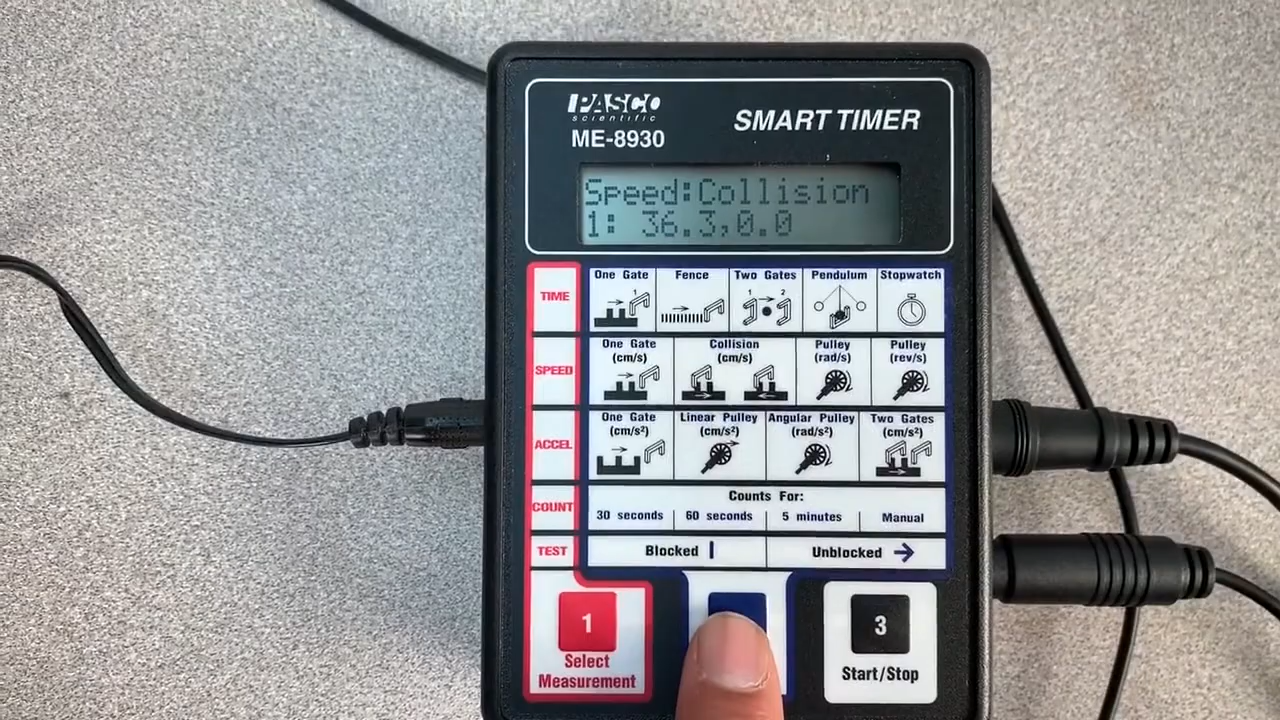 PASCO
scientific
ME-8930
SMART TIMER
Speed:Collision
1: 36.3,0.0
TIME
One Gate
Fence
Two Gates
Pendulum
Stopwatch
1
1
2
SPEED
One Gate
(cm/s)
Collision
(cm/s)
Pulley
(rad/s)
Pulley
(rev/s)
ACCEL
One Gate
(cm/s²)
Linear Pulley
(cm/s²)
Angular Pulley
(rad/s²)
Two Gates
(cm/s²)
COUNT
Counts For:
30 seconds
60 seconds
5 minutes
Manual
TEST
Blocked
Unblocked
1
Select
Measurement
3
Start/Stop